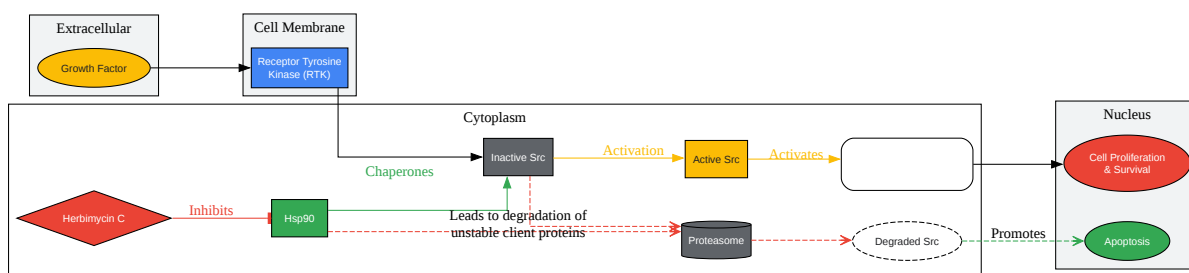 Extracellular
Growth Factor
Cell Membrane
Receptor Tyrosine
Kinase (RTK)
Cytoplasm
Inactive Src
Activation
Active Src
Activates
Chaperones
Herbimycin C
Inhibits
Hsp90
Leads to degradation of
unstable client proteins
Proteasome
Degraded Src
Promotes
Nucleus
Cell Proliferation
& Survival
Apoptosis